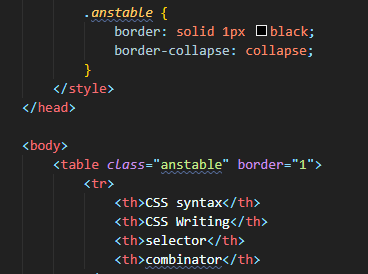 .anstable {
border: solid 1px black;
border-collapse: collapse;
}
</style>
</head>
<body>
<table class="anstable" border="1">
<tr>
<th>CSS syntax</th>
<th>CSS Writing</th>
<th>selector</th>
<th>combinator</th>